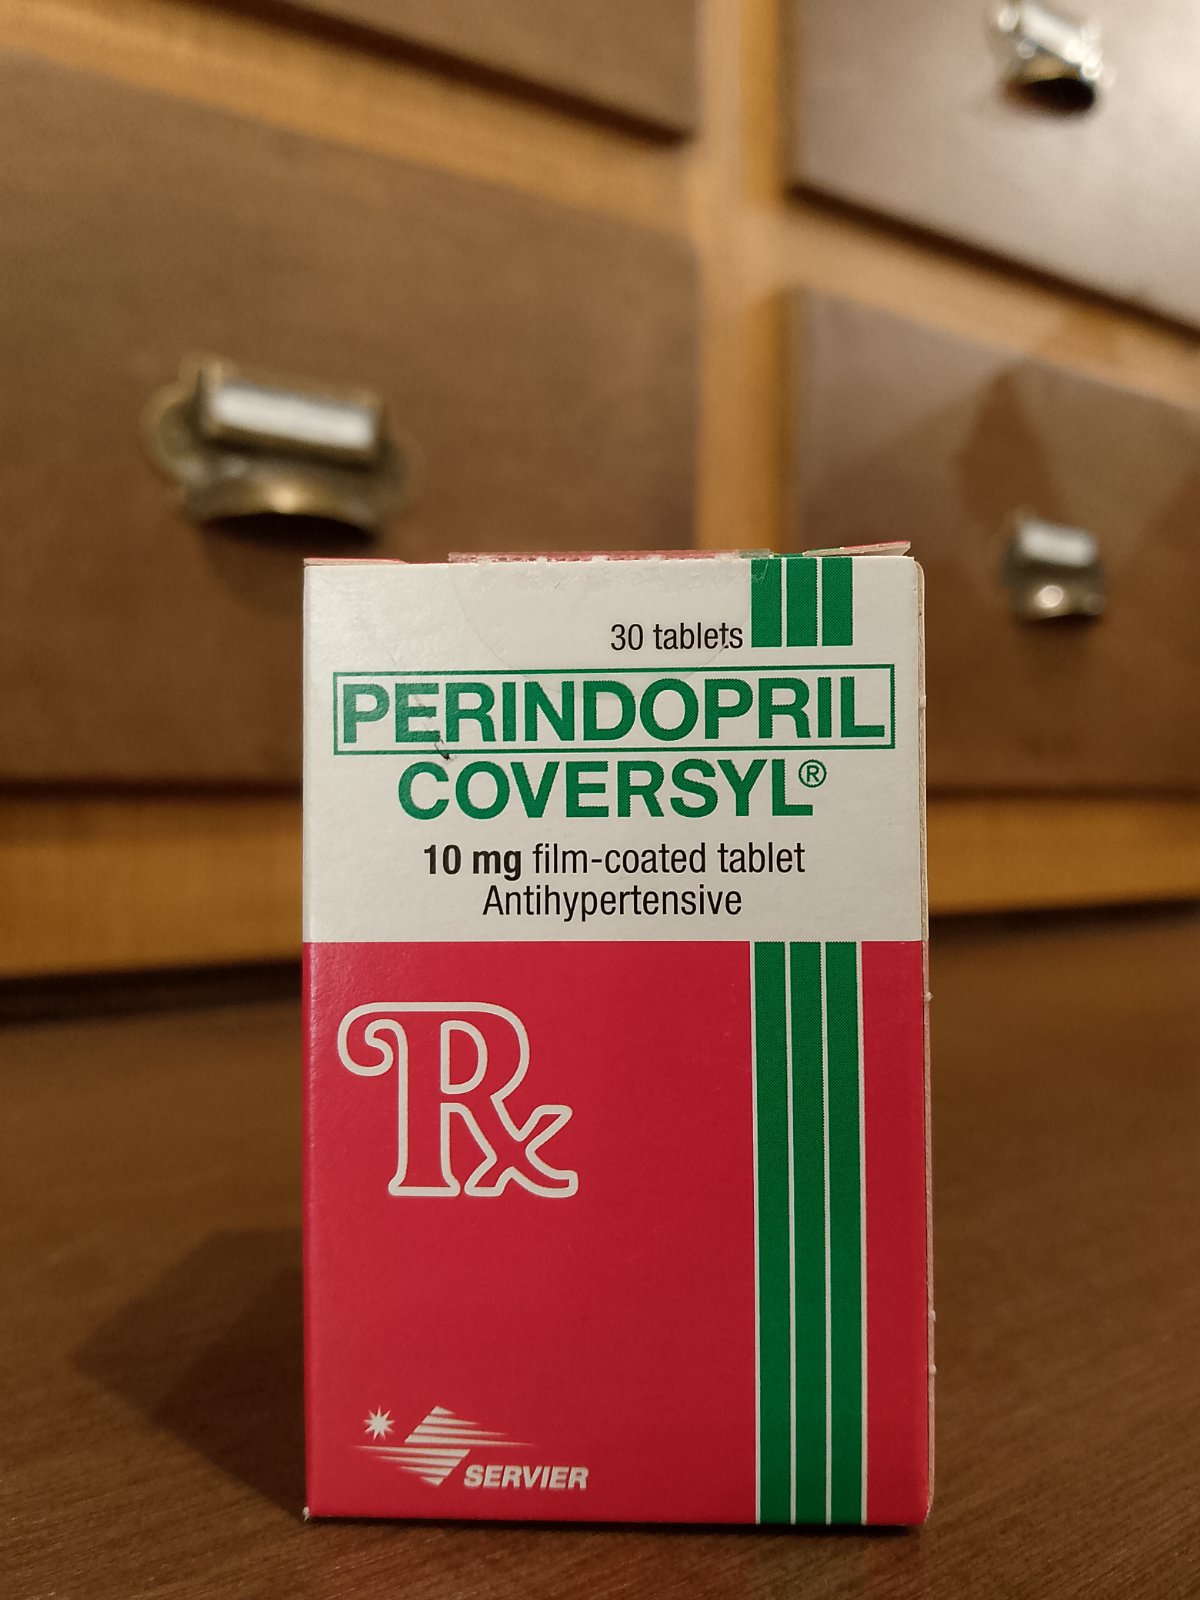 30 tablets
PERINDOPRIL
COVERSYL®
10 mg film-coated tablet
Antihypertensive
Rx
SERVIER